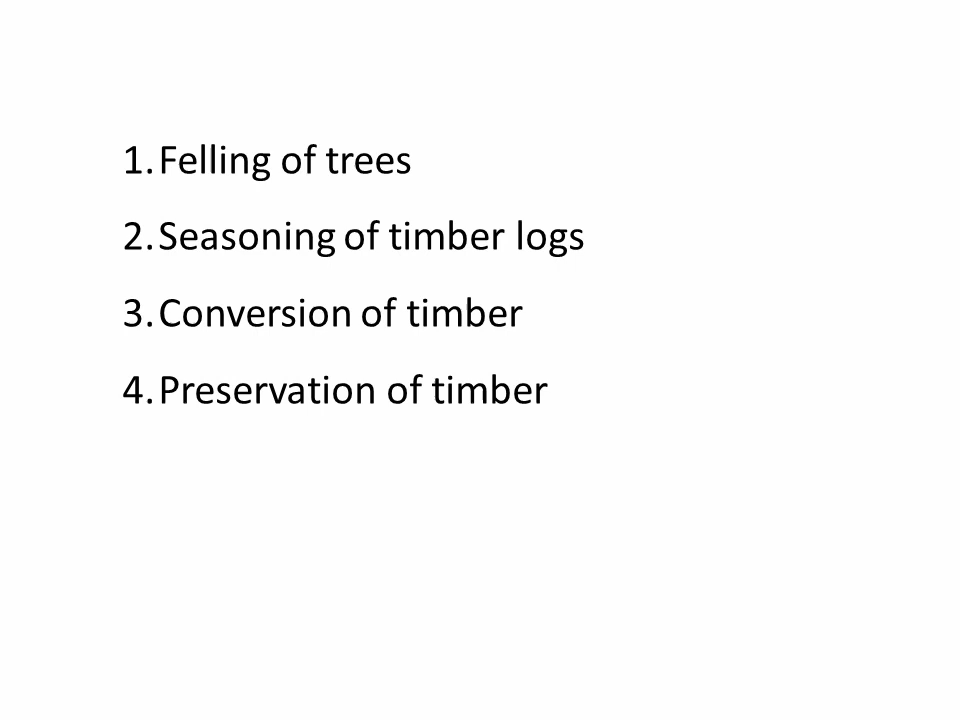 1. Felling of trees
2. Seasoning of timber logs
3. Conversion of timber
4. Preservation of timber